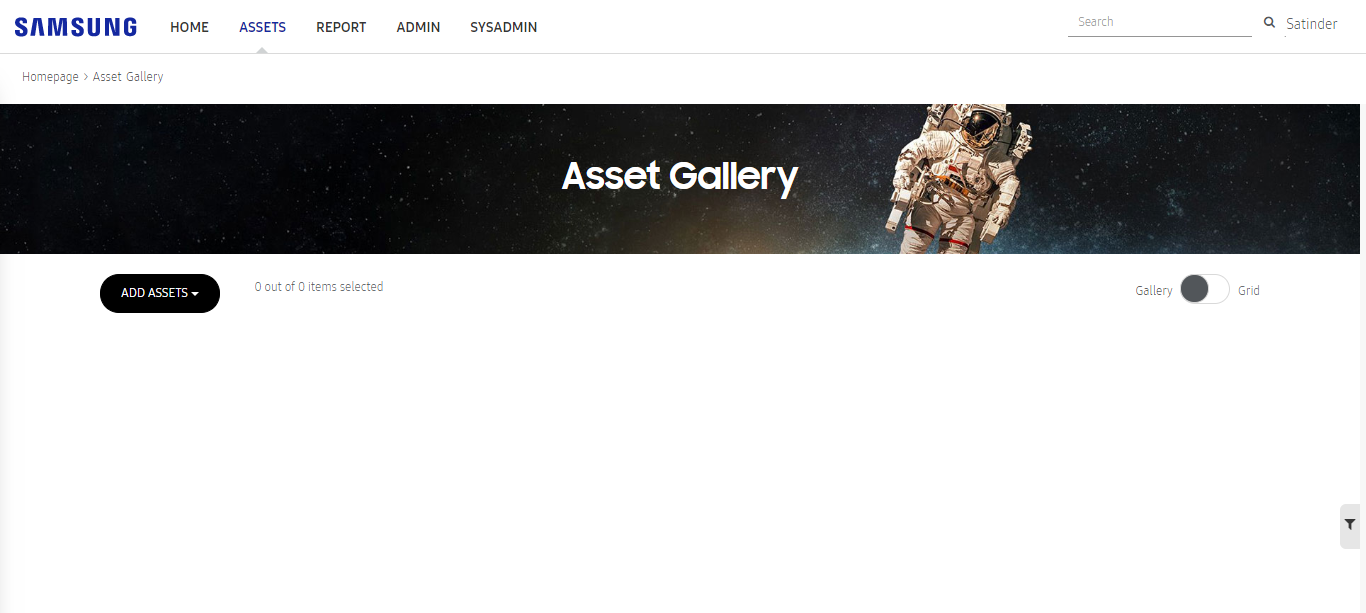 SAMSUNG HOME ASSETS REPORT ADMIN SYSADMIN Search Satinder
Homepage > Asset Gallery
Asset Gallery
ADD ASSETS 0 out of 0 items selected Gallery Grid